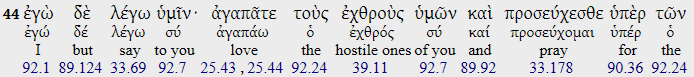 44 ἐγὼ δὲ λέγω ὑμῖν· ἀγαπᾶτε τοὺς ἐχθροὺς ὑμῶν καὶ προσεύχεσθε ὑπὲρ τῶν
ἐγώ δέ λέγω σύ ἀγαπάω ὁ ἐχθρός σύ καί προσεύχομαι ὑπέρ ὁ
I but say to you love the hostile ones of you and pray for the
92.1 89.124 33.69 92.7 25.43 , 25.44 92.24 39.11 92.7 89.92 33.178 90.36 92.24